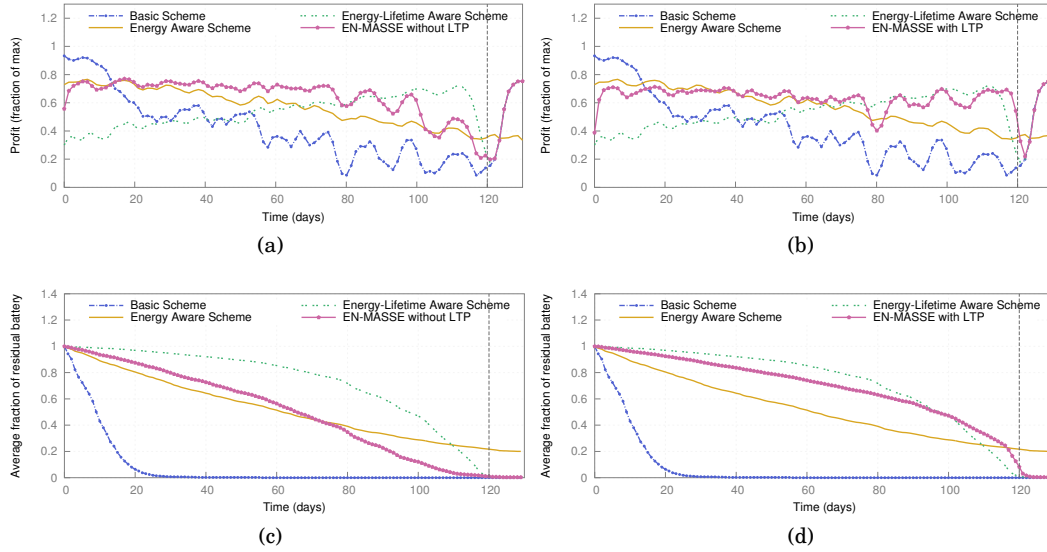 Basic Scheme
Energy Aware Scheme
Energy-Lifetime Aware Scheme
EN-MASSE without LTP
Profit (fraction of max)
1
0.8
0.6
0.4
0.2
0
0 20 40 60 80 100 120
Time (days)
(a)
Basic Scheme
Energy Aware Scheme
Energy-Lifetime Aware Scheme
EN-MASSE with LTP
Profit (fraction of max)
1
0.8
0.6
0.4
0.2
0
0 20 40 60 80 100 120
Time (days)
(b)
Basic Scheme
Energy Aware Scheme
Energy-Lifetime Aware Scheme
EN-MASSE without LTP
Average fraction of residual battery
1.4
1.2
1
0.8
0.6
0.4
0.2
0
0 20 40 60 80 100 120
Time (days)
(c)
Basic Scheme
Energy Aware Scheme
Energy-Lifetime Aware Scheme
EN-MASSE with LTP
Average fraction of residual battery
1.4
1.2
1
0.8
0.6
0.4
0.2
0
0 20 40 60 80 100 120
Time (days)
(d)